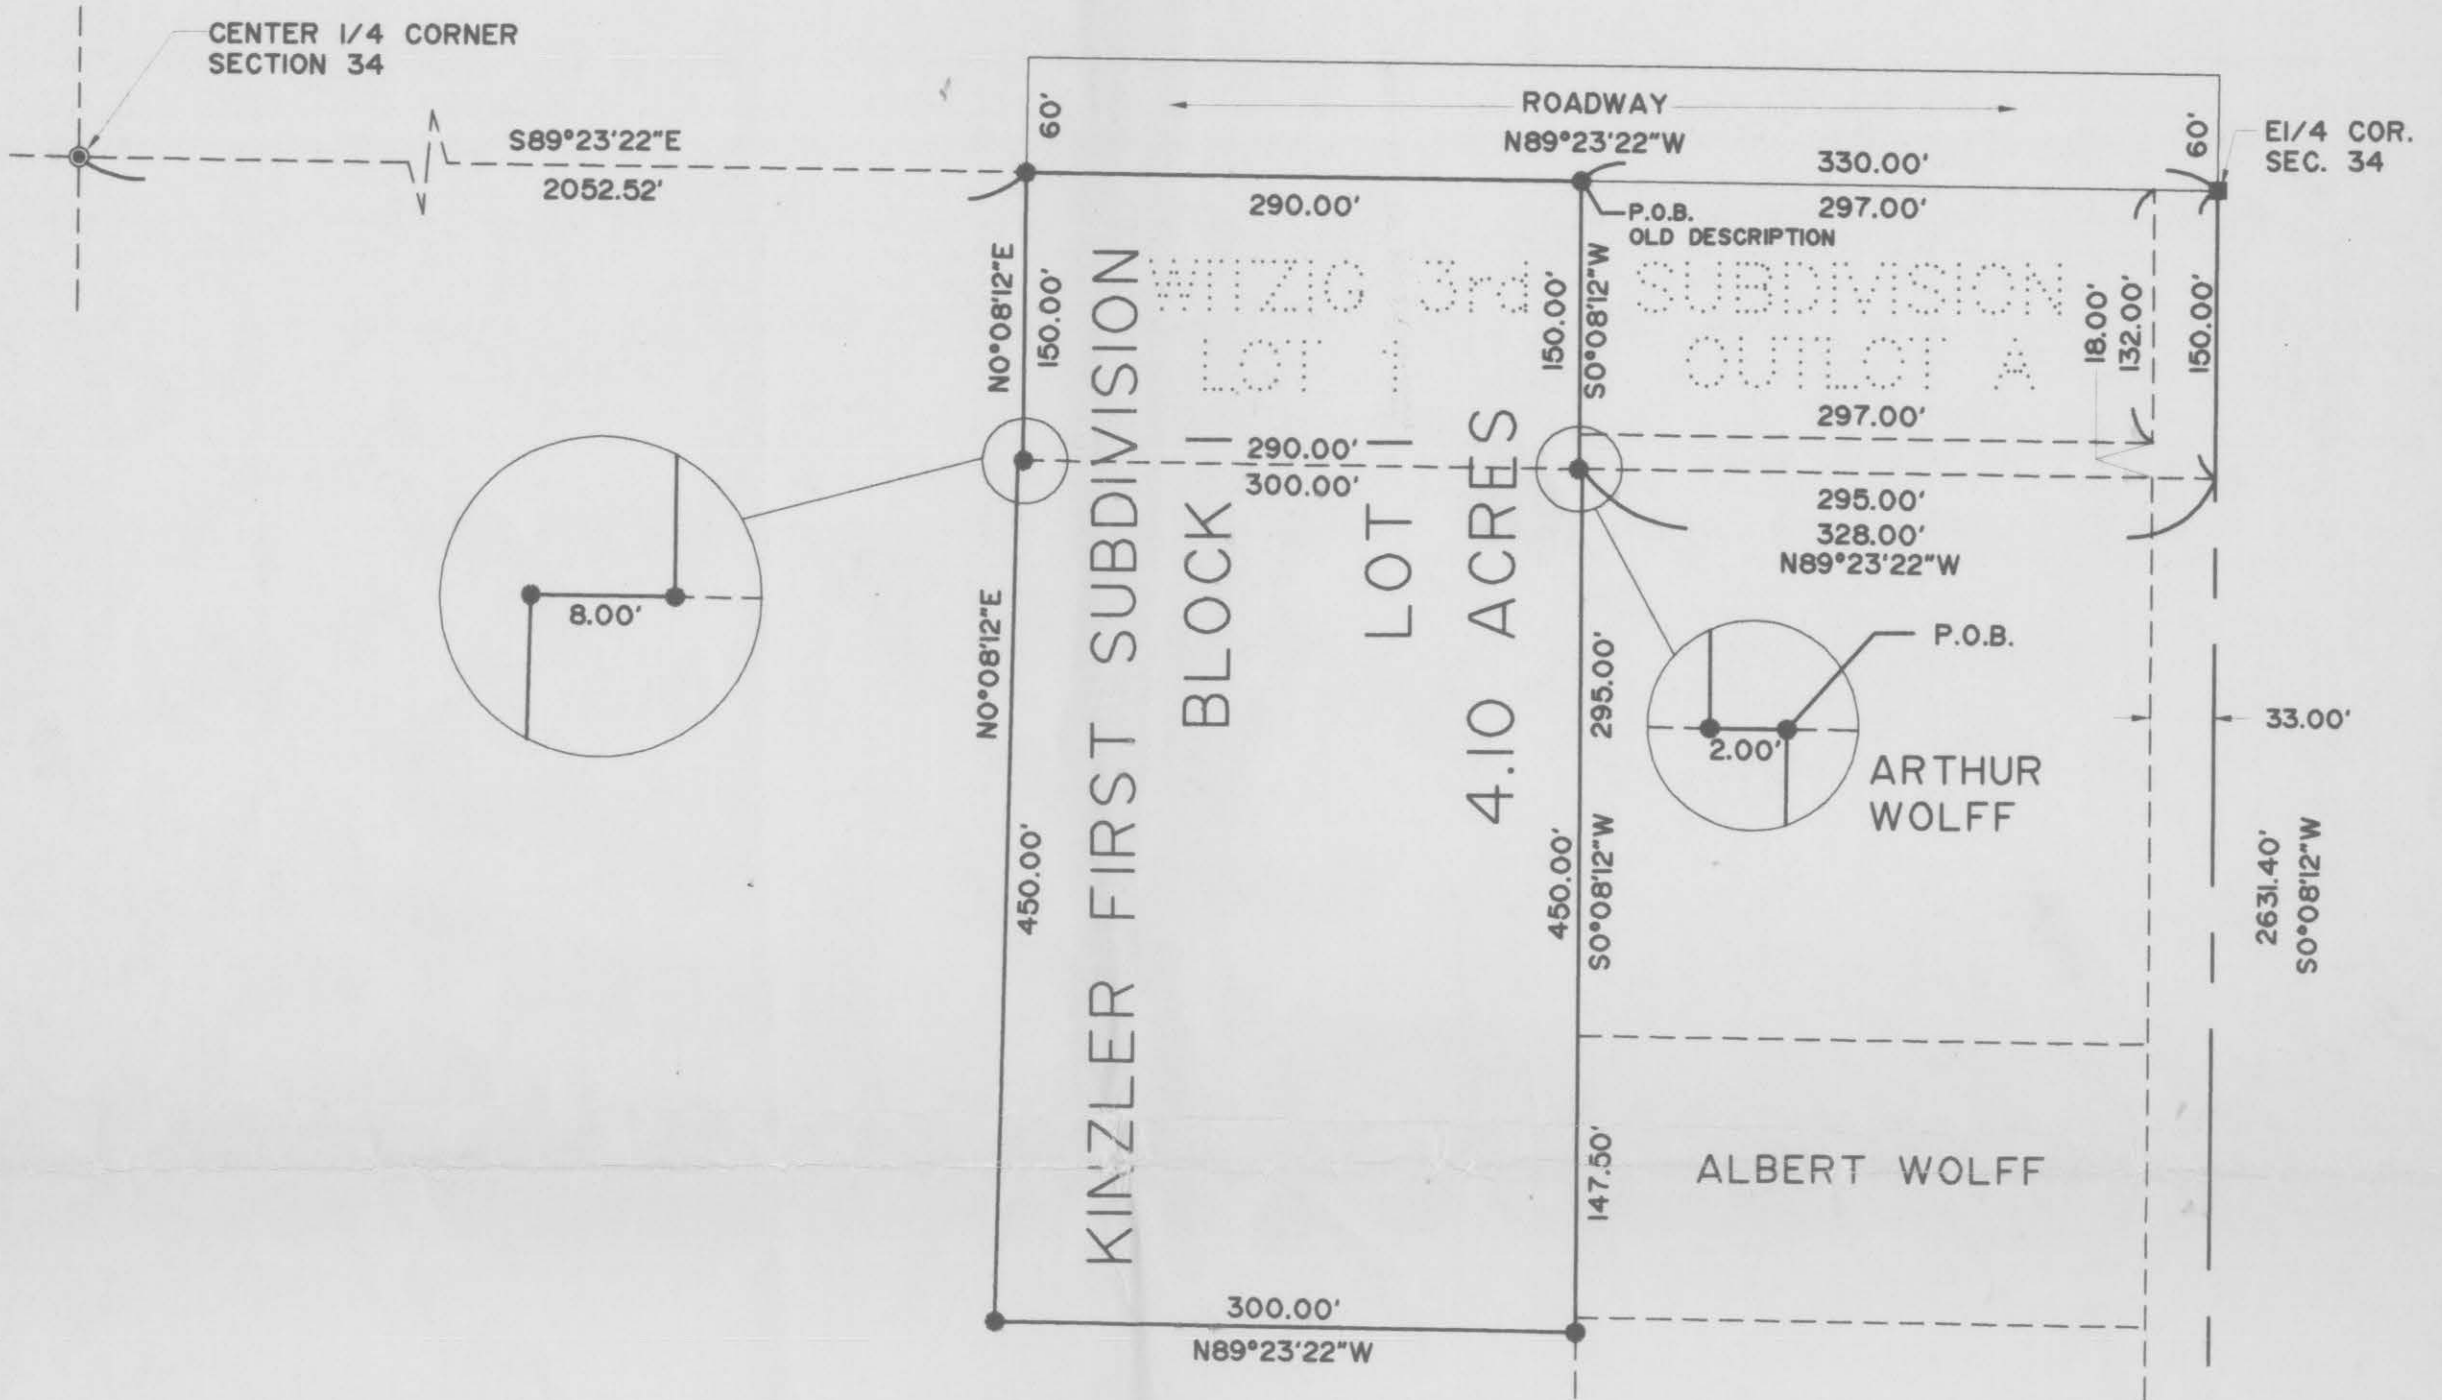 CENTER 1/4 CORNER
SECTION 34
S89°23'22"E
2052.52'
60'
ROADWAY
N89°23'22"W
330.00'
60'
E1/4 COR.
SEC. 34
290.00'
P.O.B.
OLD DESCRIPTION
297.00'
N0°08'12"E
150.00'
WITZIG 3rd SUBDIVISION
LOT 1
OUTLOT A
150.00'
S0°08'12"W
18.00'
132.00'
150.00'
297.00'
290.00'
300.00'
295.00'
328.00'
N89°23'22"W
8.00'
N0°08'12"E
450.00'
KINZLER FIRST SUBDIVISION
BLOCK 1
LOT 1
4.10 ACRES
295.00'
450.00'
S0°08'12"W
P.O.B.
2.00'
ARTHUR
WOLFF
33.00'
2631.40'
S0°08'12"W
147.50'
ALBERT WOLFF
300.00'
N89°23'22"W